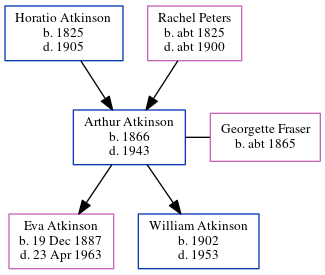 Horatio Atkinson
b. 1825
d. 1905
Rachel Peters
b. abt 1825
d. abt 1900
Arthur Atkinson
b. 1866
d. 1943
Georgette Fraser
b. abt 1865
Eva Atkinson
b. 19 Dec 1887
d. 23 Apr 1963
William Atkinson
b. 1902
d. 1953